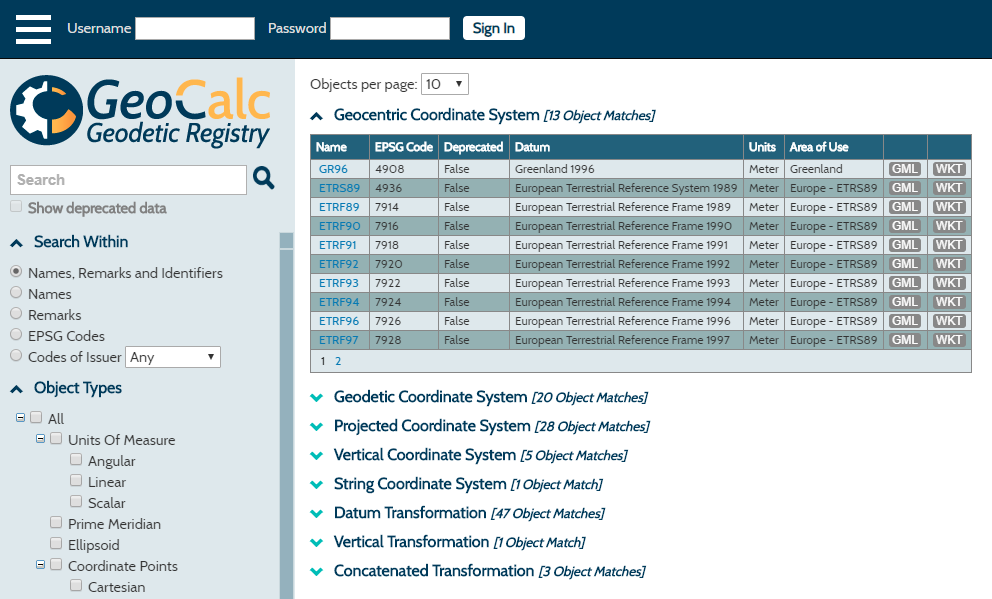 Username Password Sign In
GeoCalc
Geodetic Registry
Search
Show deprecated data
Search Within
Names, Remarks and Identifiers
Names
Remarks
EPSG Codes
Codes of Issuer Any
Object Types
All
Units Of Measure
Angular
Linear
Scalar
Prime Meridian
Ellipsoid
Coordinate Points
Cartesian
Objects per page: 10
Geocentric Coordinate System [13 Object Matches]
Name EPSG Code Deprecated Datum Units Area of Use
GR96 4908 False Greenland 1996 Meter Greenland GML WKT
ETRS89 4936 False European Terrestrial Reference System 1989 Meter Europe - ETRS89 GML WKT
ETRF89 7914 False European Terrestrial Reference Frame 1989 Meter Europe - ETRS89 GML WKT
ETRF90 7916 False European Terrestrial Reference Frame 1990 Meter Europe - ETRS89 GML WKT
ETRF91 7918 False European Terrestrial Reference Frame 1991 Meter Europe - ETRS89 GML WKT
ETRF92 7920 False European Terrestrial Reference Frame 1992 Meter Europe - ETRS89 GML WKT
ETRF93 7922 False European Terrestrial Reference Frame 1993 Meter Europe - ETRS89 GML WKT
ETRF94 7924 False European Terrestrial Reference Frame 1994 Meter Europe - ETRS89 GML WKT
ETRF96 7926 False European Terrestrial Reference Frame 1996 Meter Europe - ETRS89 GML WKT
ETRF97 7928 False European Terrestrial Reference Frame 1997 Meter Europe - ETRS89 GML WKT
1 2
Geodetic Coordinate System [20 Object Matches]
Projected Coordinate System [28 Object Matches]
Vertical Coordinate System [5 Object Matches]
String Coordinate System [1 Object Match]
Datum Transformation [47 Object Matches]
Vertical Transformation [1 Object Match]
Concatenated Transformation [3 Object Matches]